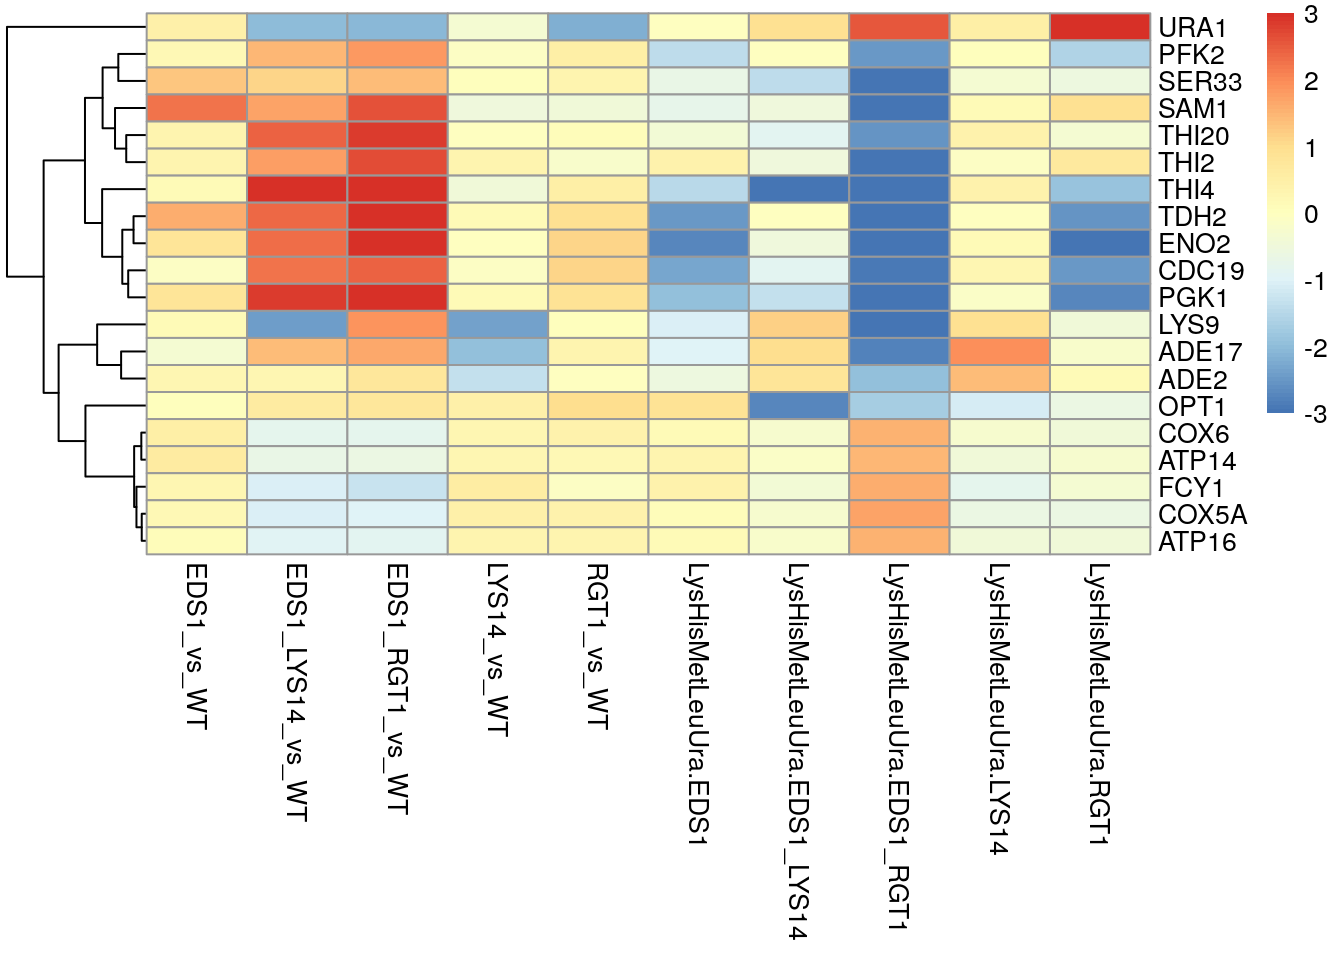 URA1
PFK2
SER33
SAM1
THI20
THI2
THI4
TDH2
ENO2
CDC19
PGK1
LYS9
ADE17
ADE2
OPT1
COX6
ATP14
FCY1
COX5A
ATP16
3
2
1
0
-1
-2
-3
EDS1_vs_WT
EDS1_LYS14_vs_WT
EDS1_RGT1_vs_WT
LYS14_vs_WT
RGT1_vs_WT
LysHisMetLeuUra.EDS1
LysHisMetLeuUra.EDS1_LYS14
LysHisMetLeuUra.EDS1_RGT1
LysHisMetLeuUra.LYS14
LysHisMetLeuUra.RGT1